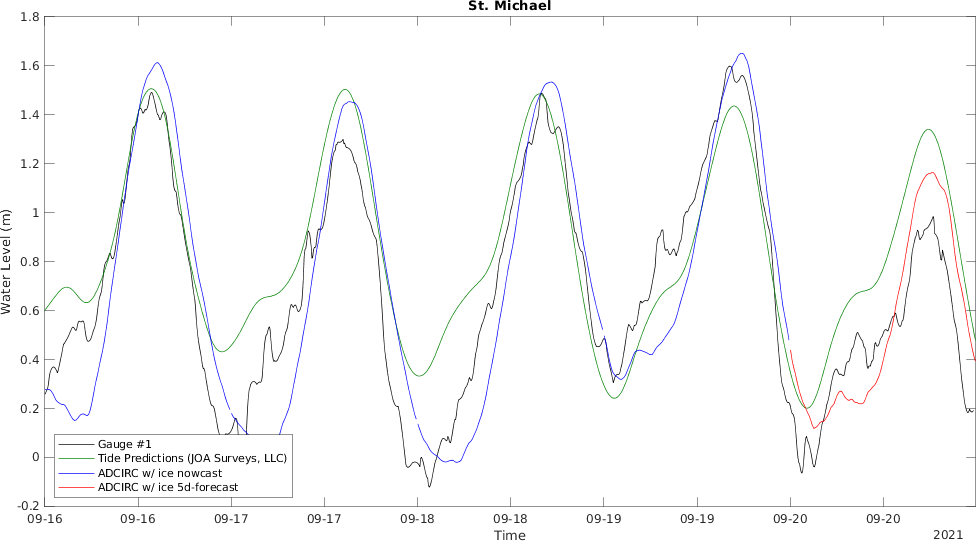 St. Michael
1.8
1.6
1.4
1.2
1
0.8
0.6
0.4
0.2
0
-0.2
Water Level (m)
Gauge #1
Tide Predictions (JOA Surveys, LLC)
ADCIRC w/ ice nowcast
ADCIRC w/ ice 5d-forecast
09-16 09-16 09-17 09-17 09-18 09-18 09-19 09-19 09-20 09-20
Time
2021